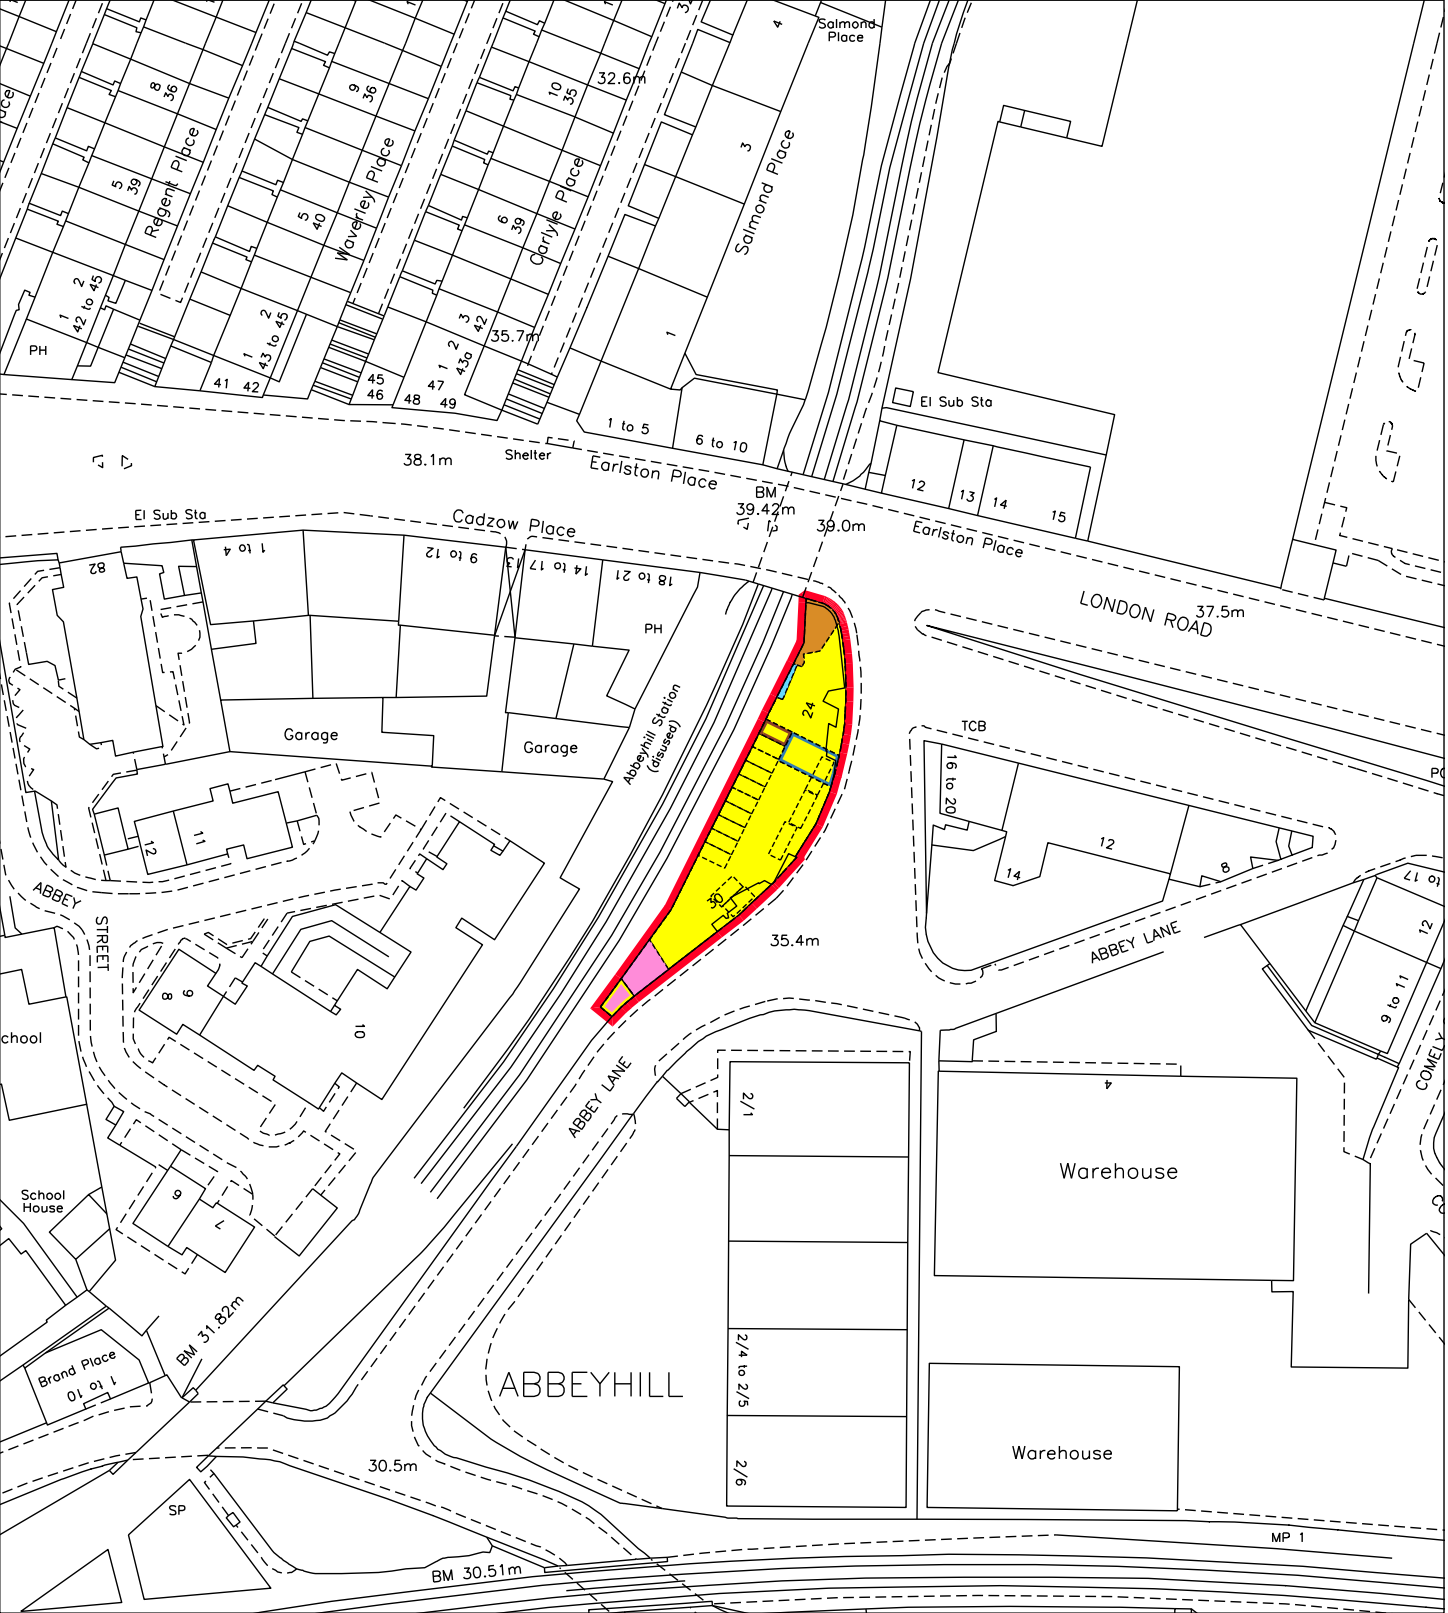 Salmond
Place
4
32.6m
8
36
9
36
10
35
3
5
39
Regent Place
5
40
Waverley Place
6
39
Carlyle Place
Salmond Place
1
2
42 to 45
1
2
43 to 45
3
42
35.7m
1
2
43a
1
PH
41
42
45
46
47
48
49
El Sub Sta
1 to 5
6 to 10
Shelter
38.1m
Earlston Place
BM
39.42m
39.0m
12
13
14
15
Earlston Place
El Sub Sta
Cadzow Place
82
1 to 4
9 to 12
13
14 to 17
18 to 21
PH
LONDON ROAD
37.5m
Abbeyhill Station
(disused)
24
TCB
Garage
Garage
16 to 20
12
11
12
14
8
30
ABBEY
STREET
35.4m
ABBEY LANE
12
9 to 11
8
9
10
chool
COMELY
ABBEY LANE
2/1
4
Warehouse
School
House
6
7
BM 31.82m
Brand Place
1 to 10
2/4 to 2/5
ABBEYHILL
Warehouse
30.5m
2/6
SP
MP 1
BM 30.51m